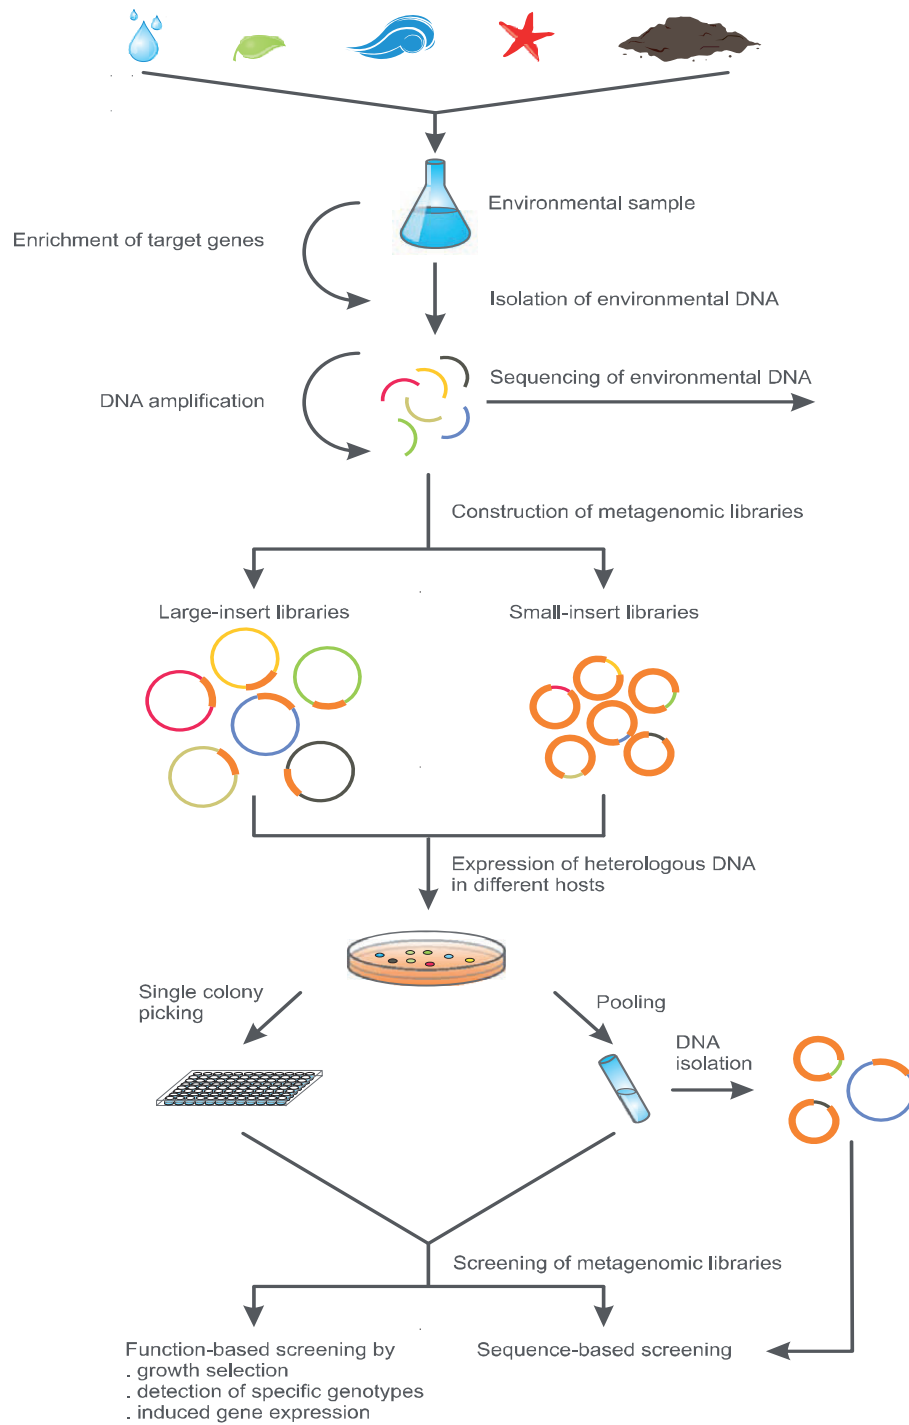 Environmental sample
Enrichment of target genes
Isolation of environmental DNA
Sequencing of environmental DNA
DNA amplification
Construction of metagenomic libraries
Large-insert libraries
Small-insert libraries
Expression of heterologous DNA
in different hosts
Single colony
picking
Pooling
DNA
isolation
Screening of metagenomic libraries
Function-based screening by
. growth selection
. detection of specific genotypes
. induced gene expression
Sequence-based screening